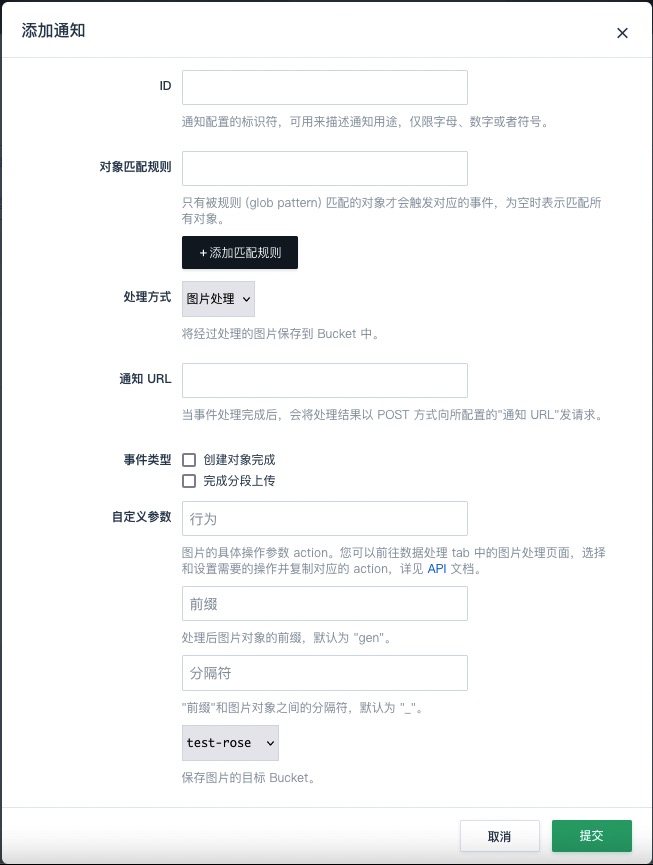 添加通知
ID
通知配置的标识符，可用来描述通知用途，仅限字母、数字或者符号。
对象匹配规则
只有被规则 (glob pattern) 匹配的对象才会触发对应的事件，为空时表示匹配所
有对象。
+ 添加匹配规则
处理方式
图片处理
将经过处理的图片保存到 Bucket 中。
通知 URL
当事件处理完成后，会将处理结果以 POST 方式向所配置的"通知 URL"发请求。
事件类型
创建对象完成
完成分段上传
自定义参数
行为
图片的具体操作参数 action。您可以前往数据处理 tab 中的图片处理页面，选择
和设置需要的操作并复制对应的 action，详见 API 文档。
前缀
处理后图片对象的前缀，默认为 "gen"。
分隔符
"前缀"和图片对象之间的分隔符，默认为 "_"。
test-rose
保存图片的目标 Bucket。
取消
提交